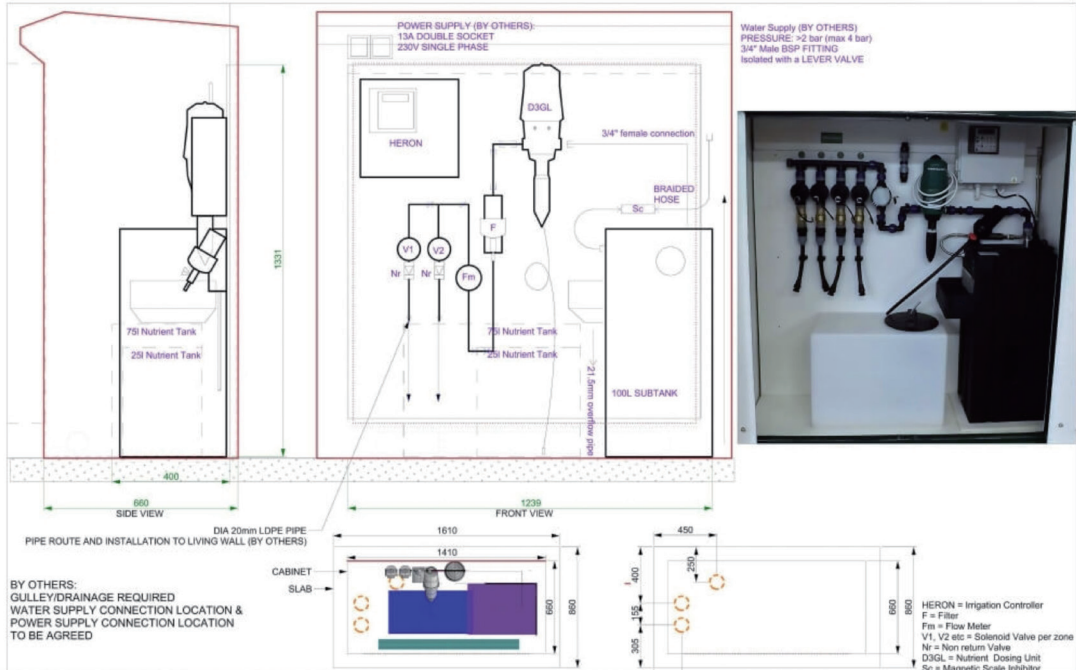 POWER SUPPLY (BY OTHERS):
13A DOUBLE SOCKET
230V SINGLE PHASE
Water Supply (BY OTHERS)
PRESSURE: >2 bar (max 4 bar)
3/4" Male BSP FITTING
Isolated with a LEVER VALVE
HERON
D3GL
3/4" female connection
BRAIDED
HOSE
Sc
F
V1
V2
Nr
Nr
Fm
1331
75l Nutrient Tank
25l Nutrient Tank
75l Nutrient Tank
25l Nutrient Tank
21.5mm overflow pipe
100L SUBTANK
400
660
SIDE VIEW
1239
FRONT VIEW
DIA 20mm LDPE PIPE
PIPE ROUTE AND INSTALLATION TO LIVING WALL (BY OTHERS)
1610
1410
CABINET
SLAB
660
860
450
250
400
155
305
660
860
BY OTHERS:
GULLEY/DRAINAGE REQUIRED
WATER SUPPLY CONNECTION LOCATION &
POWER SUPPLY CONNECTION LOCATION
TO BE AGREED
HERON = Irrigation Controller
F = Filter
Fm = Flow Meter
V1, V2 etc = Solenoid Valve per zone
Nr = Non return Valve
D3GL = Nutrient Dosing Unit
Sc = Magnetic Scale Inhibitor